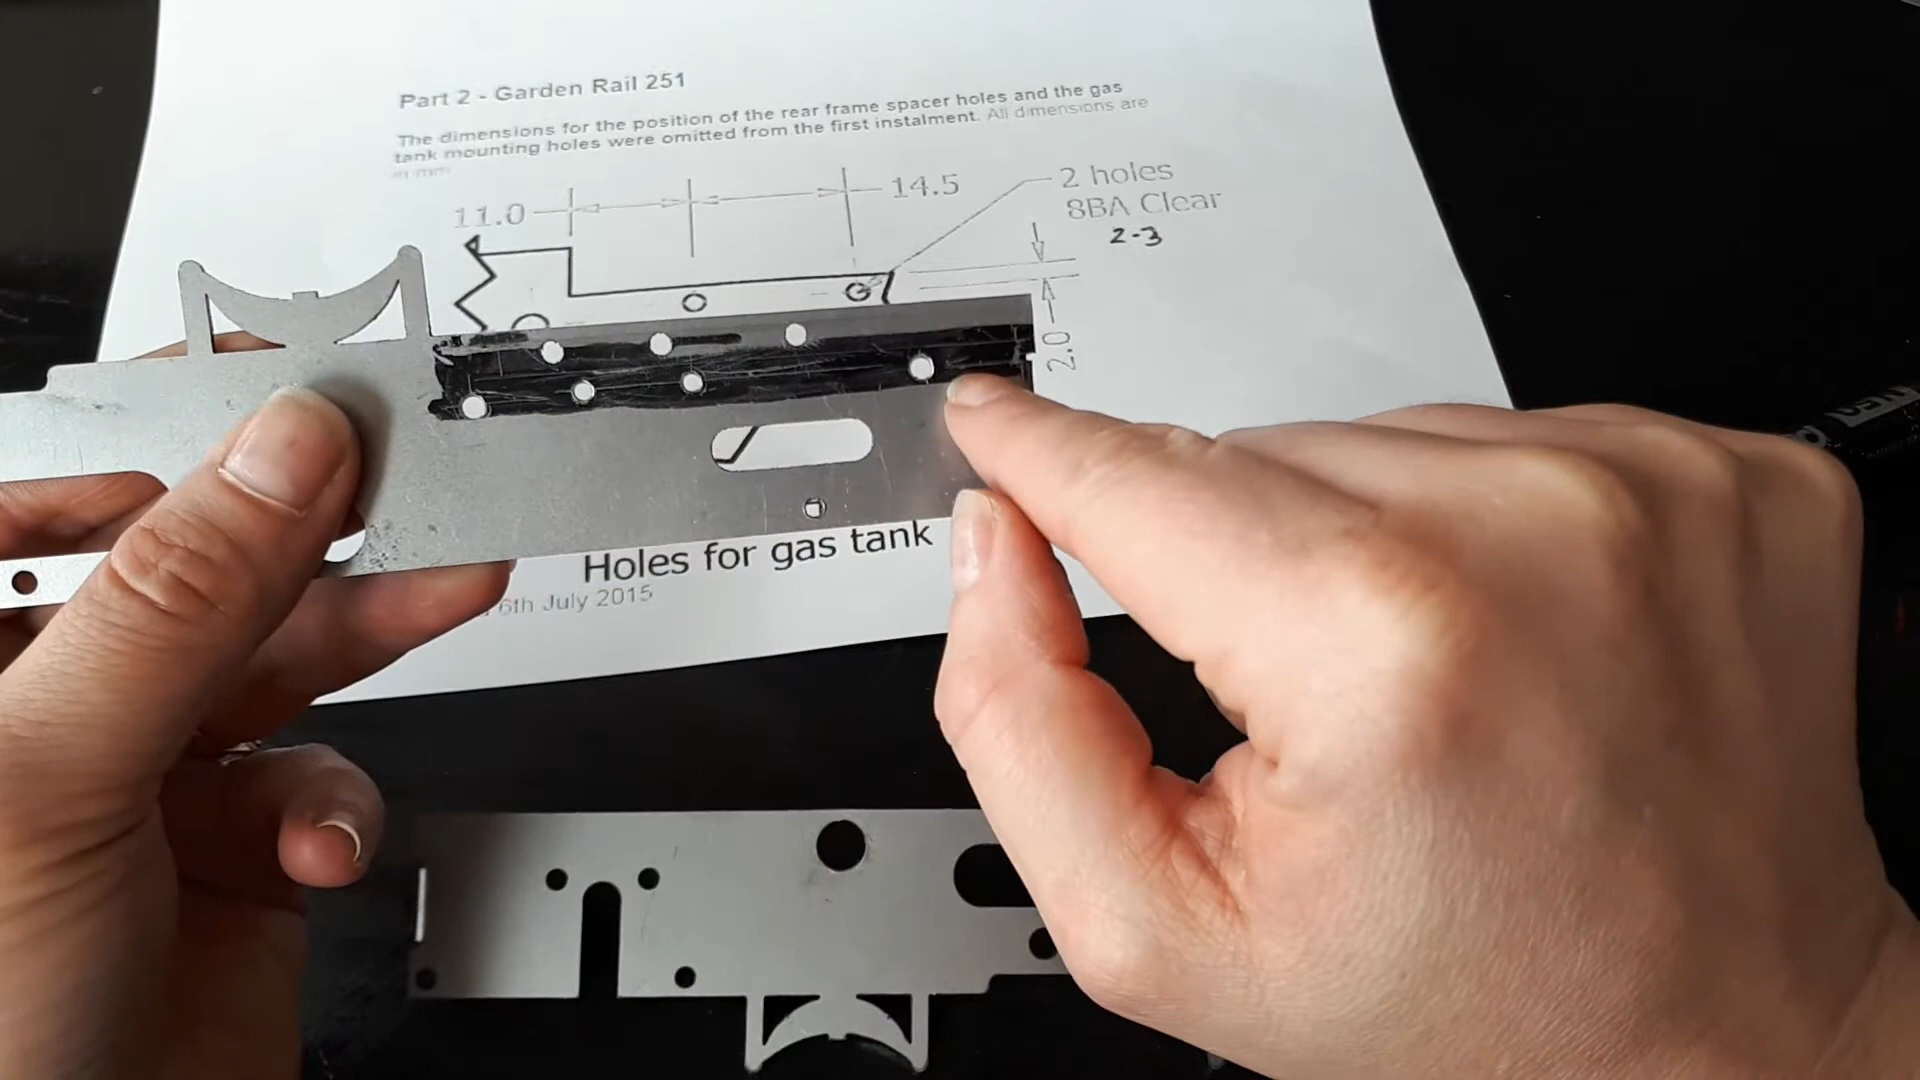 Part 2 - Garden Rail 251
The dimensions for the position of the rear frame spacer holes and the gas
tank mounting holes were omitted from the first instalment. All dimensions are
in mm
11.0
14.5
2 holes
8BA Clear
2-3
2.0
Holes for gas tank
6th July 2015